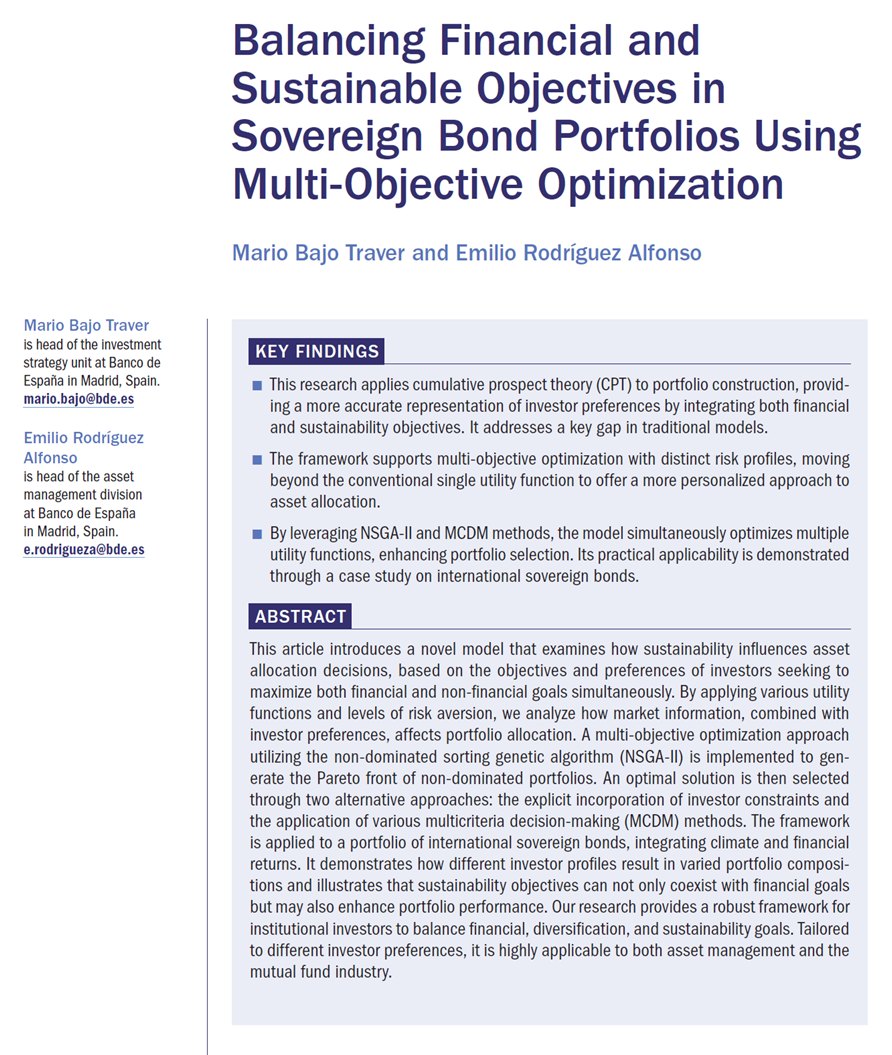 Balancing Financial and
Sustainable Objectives in
Sovereign Bond Portfolios Using
Multi-Objective Optimization
Mario Bajo Traver and Emilio Rodríguez Alfonso
Mario Bajo Traver
is head of the investment
strategy unit at Banco de
España in Madrid, Spain.
mario.bajo@bde.es
Emilio Rodríguez
Alfonso
is head of the asset
management division
at Banco de España
in Madrid, Spain.
e.rodrigueza@bde.es
KEY FINDINGS
■ This research applies cumulative prospect theory (CPT) to portfolio construction, provid-
ing a more accurate representation of investor preferences by integrating both financial
and sustainability objectives. It addresses a key gap in traditional models.
■ The framework supports multi-objective optimization with distinct risk profiles, moving
beyond the conventional single utility function to offer a more personalized approach to
asset allocation.
■ By leveraging NSGA-II and MCDM methods, the model simultaneously optimizes multiple
utility functions, enhancing portfolio selection. Its practical applicability is demonstrated
through a case study on international sovereign bonds.
ABSTRACT
This article introduces a novel model that examines how sustainability influences asset
allocation decisions, based on the objectives and preferences of investors seeking to
maximize both financial and non-financial goals simultaneously. By applying various utility
functions and levels of risk aversion, we analyze how market information, combined with
investor preferences, affects portfolio allocation. A multi-objective optimization approach
utilizing the non-dominated sorting genetic algorithm (NSGA-II) is implemented to gen-
erate the Pareto front of non-dominated portfolios. An optimal solution is then selected
through two alternative approaches: the explicit incorporation of investor constraints and
the application of various multicriteria decision-making (MCDM) methods. The framework
is applied to a portfolio of international sovereign bonds, integrating climate and financial
returns. It demonstrates how different investor profiles result in varied portfolio composi-
tions and illustrates that sustainability objectives can not only coexist with financial goals
but may also enhance portfolio performance. Our research provides a robust framework for
institutional investors to balance financial, diversification, and sustainability goals. Tailored
to different investor preferences, it is highly applicable to both asset management and the
mutual fund industry.